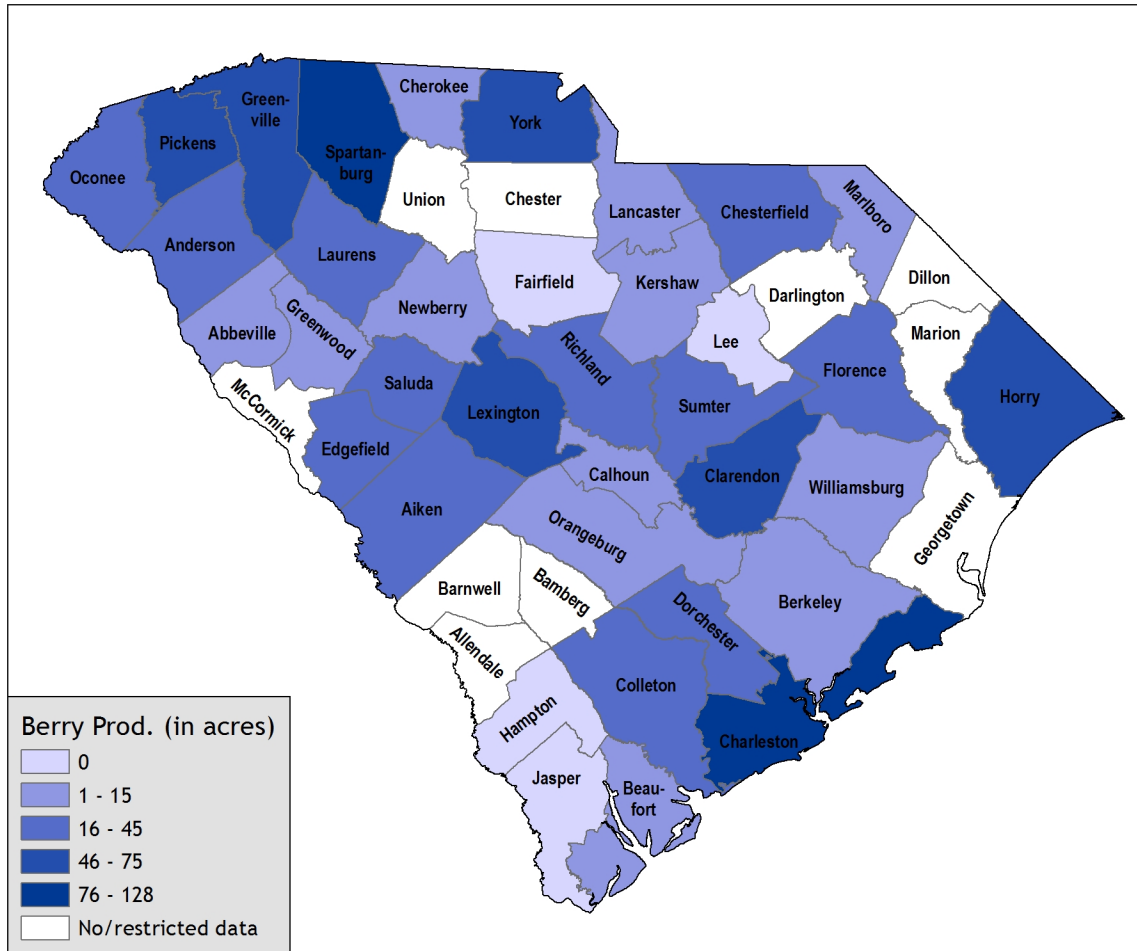 Cherokee
Green-
ville
York
Pickens
Spartan-
burg
Oconee
Union
Chester
Lancaster
Chesterfield
Marlboro
Anderson
Laurens
Fairfield
Kershaw
Dillon
Darlington
Newberry
Abbeville
Greenwood
Marion
Lee
Richland
Florence
Saluda
McCormick
Lexington
Sumter
Horry
Edgefield
Calhoun
Clarendon
Williamsburg
Aiken
Orangeburg
Georgetown
Barnwell
Bamberg
Berkeley
Dorchester
Allendale
Colleton
Hampton
Charleston
Jasper
Beau-
fort
Berry Prod. (in acres)
0
1 - 15
16 - 45
46 - 75
76 - 128
No/restricted data